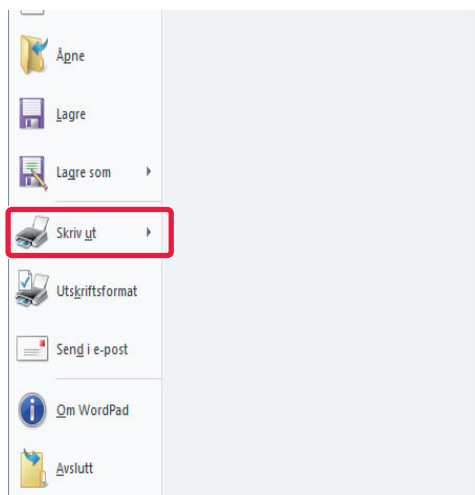 Åpne
Lagre
Lagre som
Skriv ut
Utskriftsformat
Send i e-post
Om WordPad
Avslutt